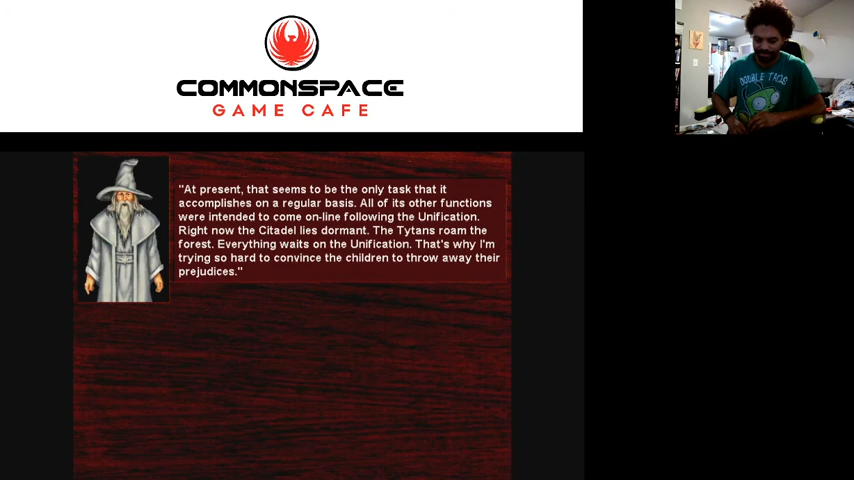 COMMONSPACE
GAME CAFE
DOUBLE TACOS
"At present, that seems to be the only task that it
accomplishes on a regular basis. All of its other functions
were intended to come on-line following the Unification.
Right now the Citadel lies dormant. The Tytans roam the
forest. Everything waits on the Unification. That's why I'm
trying so hard to convince the children to throw away their
prejudices."